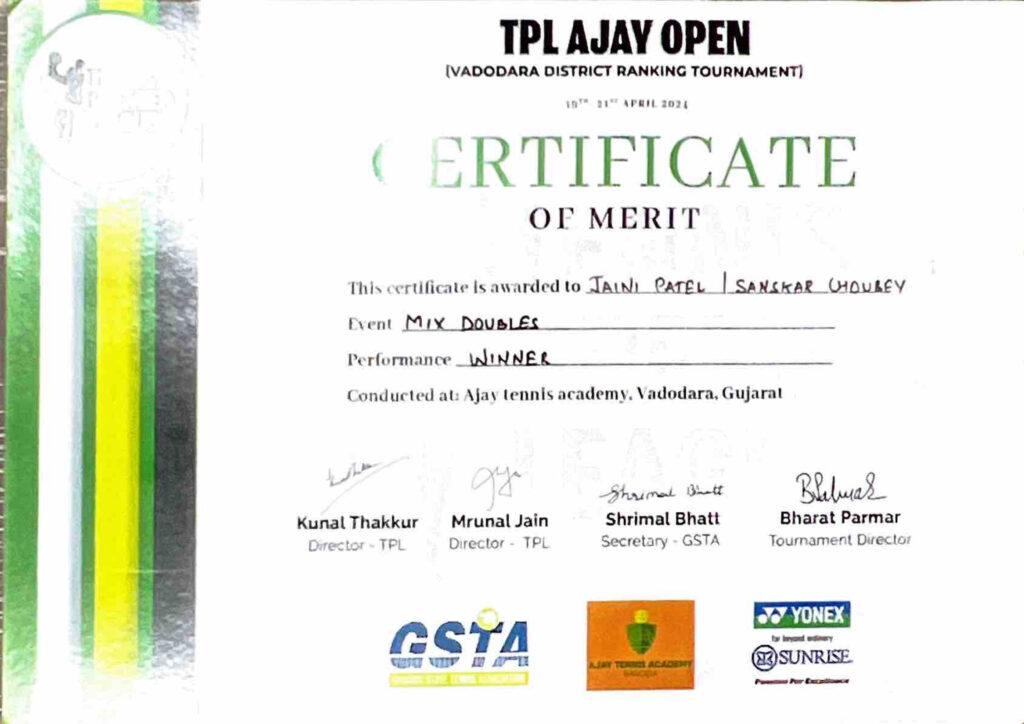 TPL AJAY OPEN
(VADODARA DISTRICT RANKING TOURNAMENT)
19TH 21ST APRIL 2024
CERTIFICATE
OF MERIT
This certificate is awarded to JAINI PATEL | SANSKAR CHOUBEY
Event MIX DOUBLES
Performance WINNER
Conducted at: Ajay tennis academy, Vadodara, Gujarat
Shrimal Bhatt
Kunal Thakkur Mrunal Jain Shrimal Bhatt Bharat Parmar
Director - TPL Director - TPL Secretary - GSTA Tournament Director
GSTA
AJAY TENNIS ACADEMY
YONEX
for beyond ordinary
SUNRISE